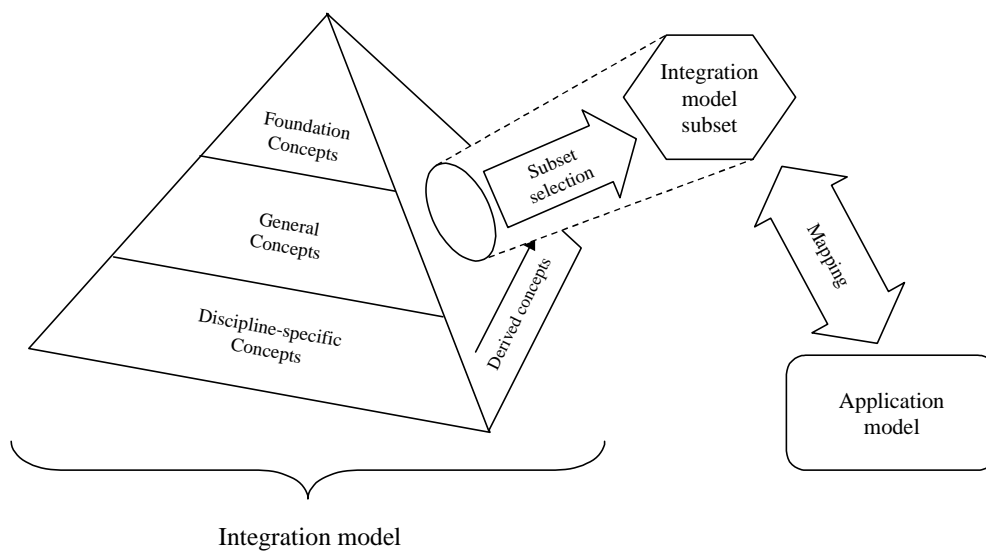 Foundation
Concepts
General
Concepts
Discipline-specific
Concepts
Derived concepts
Subset
selection
Integration
model
subset
Mapping
Application
model
Integration model